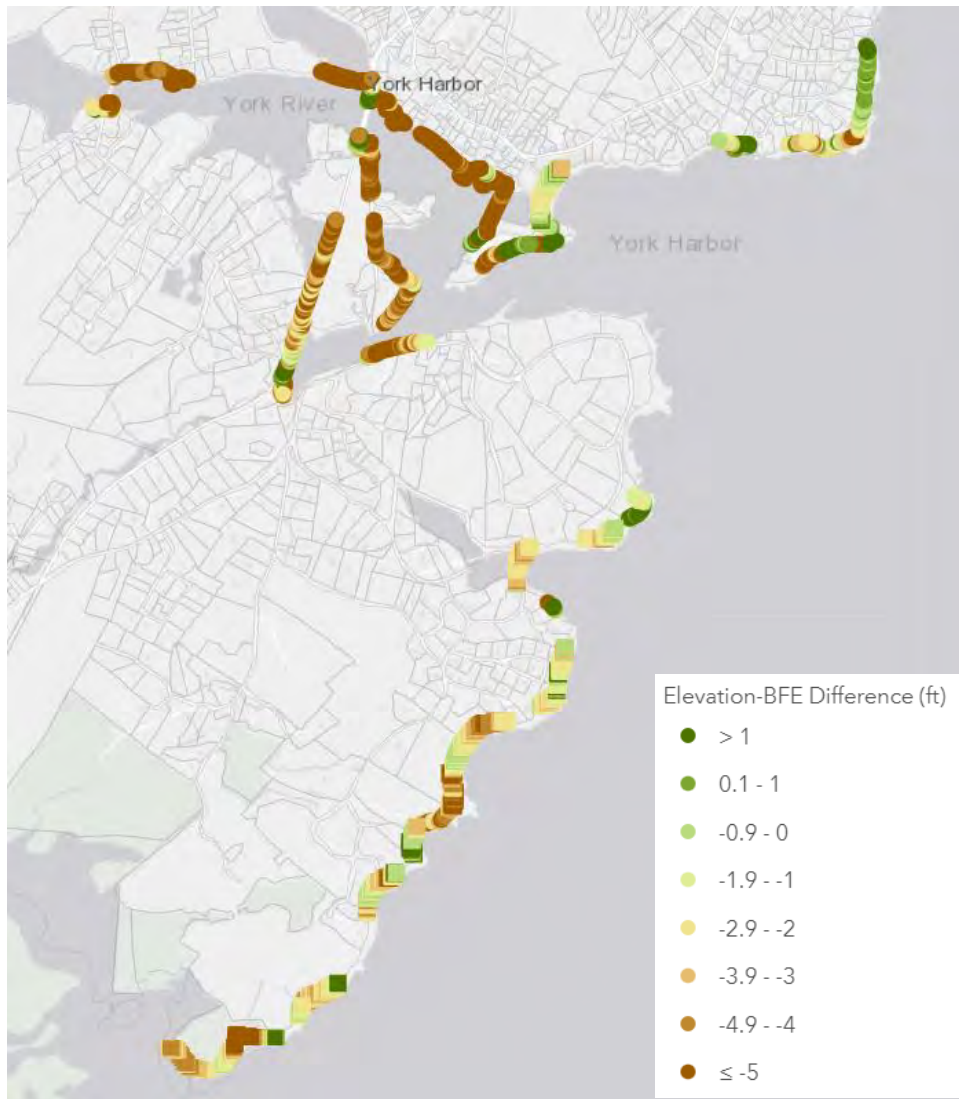 York Harbor
York River
York Harbor
Elevation-BFE Difference (ft)
> 1
0.1 - 1
-0.9 - 0
-1.9 - -1
-2.9 - -2
-3.9 - -3
-4.9 - -4
≤ -5